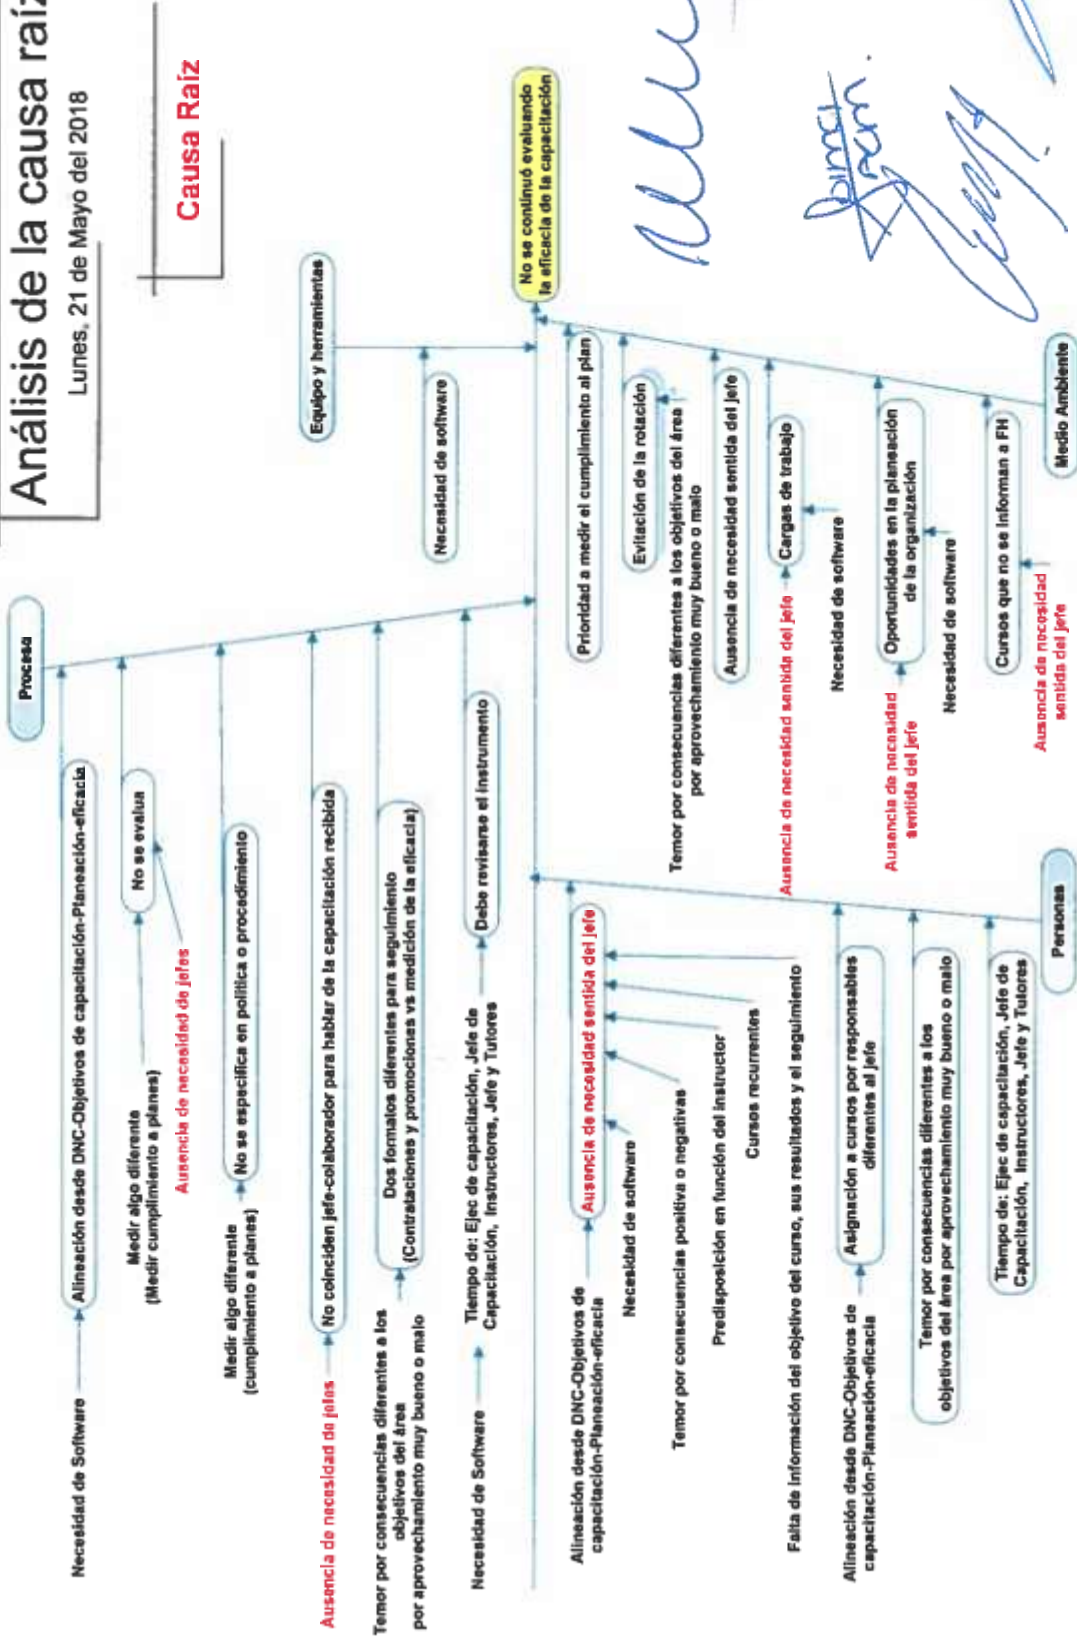 Análisis de la causa raíz
Lunes, 21 de Mayo del 2018
Causa Raíz
Proceso
Necesidad de Software
Alineación desde DNC-Objetivos de capacitación-Planeación-eficacia
Medir algo diferente
(Medir cumplimiento a planes)
No se evalua
Ausencia de necesidad de jefes
Medir algo diferente
(cumplimiento a planes)
No se especifica en política o procedimiento
Ausencia de necesidad de jefes
No coinciden jefe-colaborador para hablar de la capacitación recibida
Temor por consecuencias diferentes a los
objetivos del área
por aprovechamiento muy bueno o malo
Dos formatos diferentes para seguimiento
(Contrataciones y promociones vs medición de la eficacia)
Necesidad de Software
Tiempo de: Ejec de capacitación, Jefe de
Capacitación, Instructores, Jefe y Tutores
Debe revisarse el instrumento
Equipo y herramientas
Necesidad de software
No se continuó evaluando
la eficacia de la capacitación
Alineación desde DNC-Objetivos de
capacitación-Planeación-eficacia
Ausencia de necesidad sentida del jefe
Necesidad de software
Temor por consecuencias positiva o negativas
Predisposición en función del instructor
Cursos recurrentes
Falta de información del objetivo del curso, sus resultados y el seguimiento
Alineación desde DNC-Objetivos de
capacitación-Planeación-eficacia
Asignación a cursos por responsables
diferentes al jefe
Temor por consecuencias diferentes a los
objetivos del área por aprovechamiento muy bueno o malo
Tiempo de: Ejec de capacitación, Jefe de
Capacitación, Instructores, Jefe y Tutores
Personas
Prioridad a medir el cumplimiento al plan
Evitación de la rotación
Temor por consecuencias diferentes a los objetivos del área
por aprovechamiento muy bueno o malo
Ausencia de necesidad sentida del jefe
Ausencia de necesidad sentida del jefe
Cargas de trabajo
Necesidad de software
Ausencia de necesidad
sentida del jefe
Oportunidades en la planeación
de la organización
Necesidad de software
Cursos que no se informan a FH
Ausencia de necesidad
sentida del jefe
Medio Ambiente